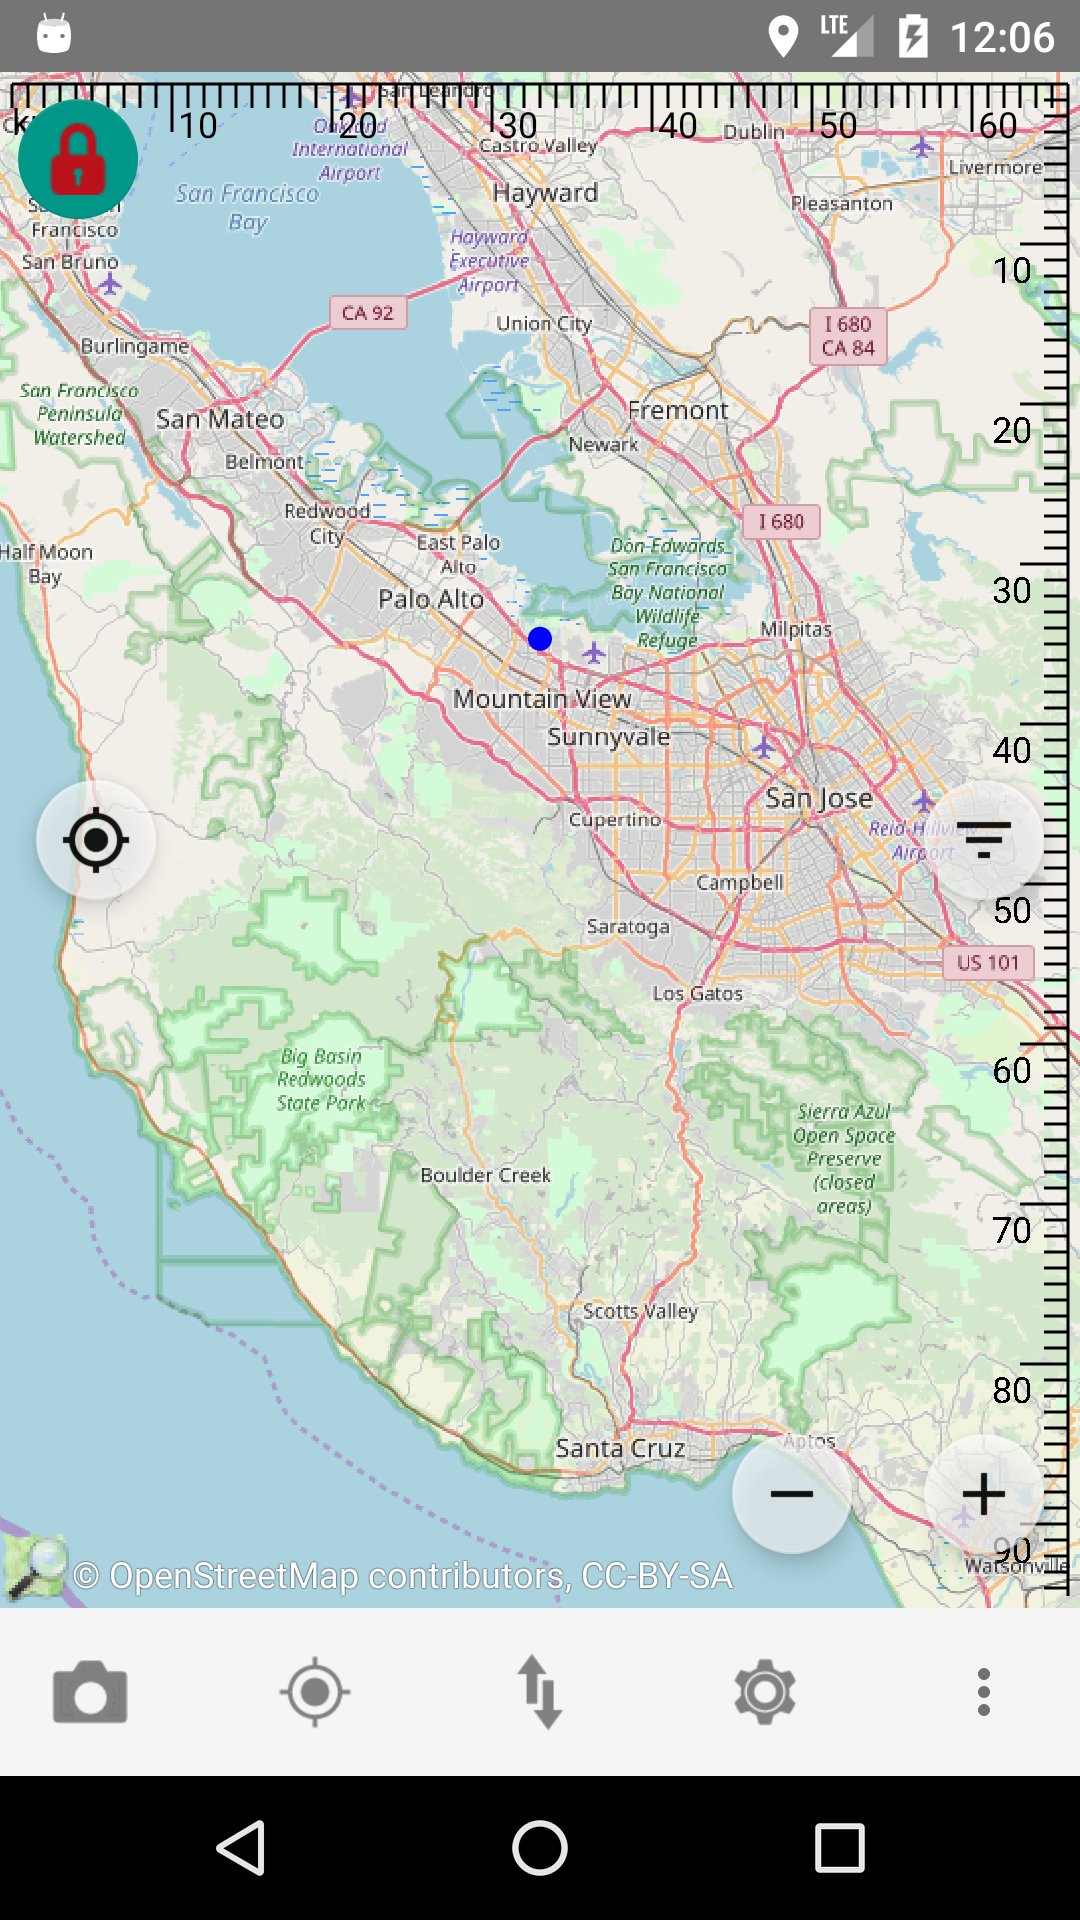 LTE 12:06
San Leandro
10 20 30 40 50 60
Oakland
International
Airport
Castro Valley
Dublin
Livermore
San Francisco
Bay
Hayward
Pleasanton
Francisco
San Bruno
Hayward
Executive
Airport
10
CA 92
Union City
I 680
CA 84
Burlingame
San Francisco
Peninsula
Watershed
San Mateo
Fremont
20
Newark
Belmont
Redwood
City
I 680
East Palo
Alto
Half Moon
Bay
Don Edwards
San Francisco
Bay National
Wildlife
Refuge
30
Palo Alto
Milpitas
Mountain View
Sunnyvale
40
San Jose
Cupertino
Reid-Hillview
Airport
Campbell
50
Saratoga
US 101
Los Gatos
Big Basin
Redwoods
State Park
60
Sierra Azul
Open Space
Preserve
(closed
areas)
Boulder Creek
70
Scotts Valley
80
Santa Cruz
Aptos
90
Watsonville
© OpenStreetMap contributors, CC-BY-SA